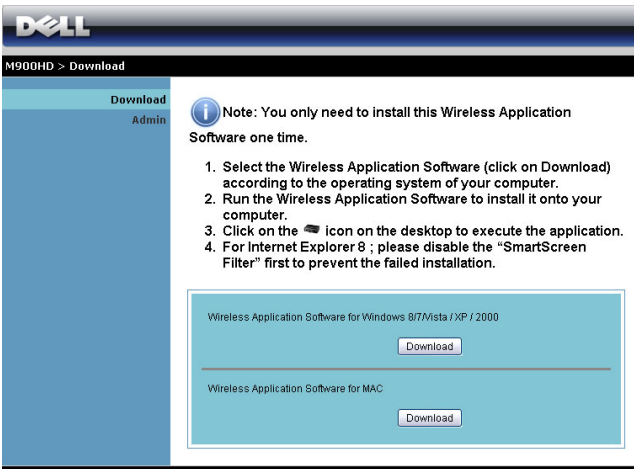 DELL
M900HD > Download
Download
Admin
Note: You only need to install this Wireless Application
Software one time.
1. Select the Wireless Application Software (click on Download)
according to the operating system of your computer.
2. Run the Wireless Application Software to install it onto your
computer.
3. Click on the icon on the desktop to execute the application.
4. For Internet Explorer 8 ; please disable the “SmartScreen
Filter” first to prevent the failed installation.
Wireless Application Software for Windows 8/7/Vista / XP / 2000
Download
Wireless Application Software for MAC
Download